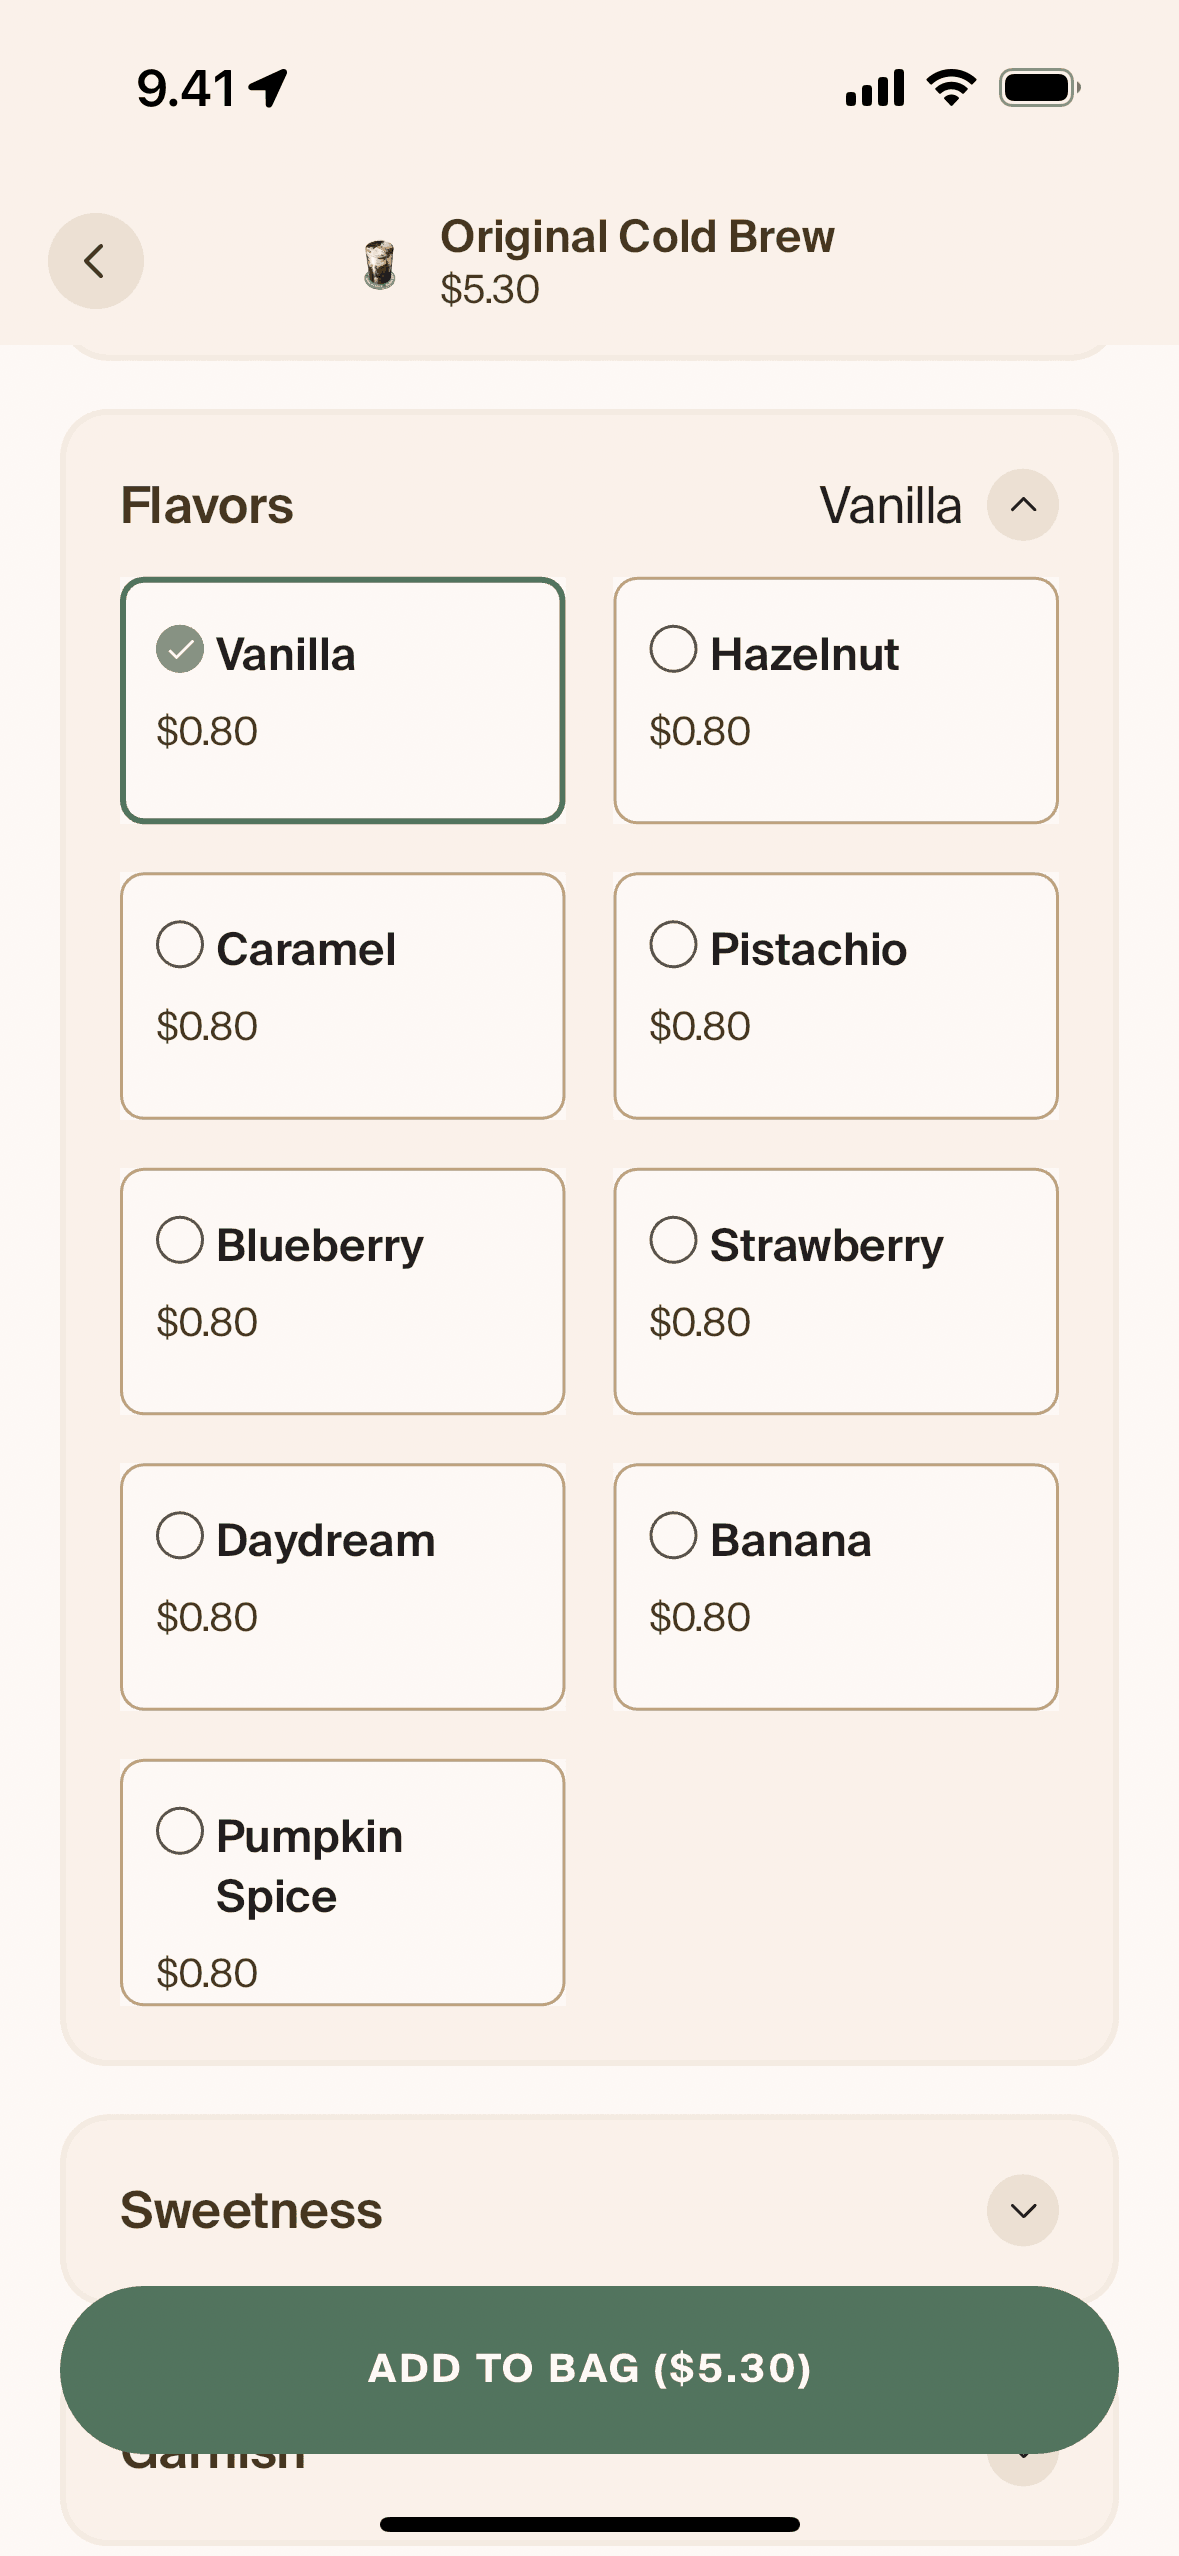 9.41
Original Cold Brew
$5.30
Flavors
Vanilla
Vanilla
$0.80
Hazelnut
$0.80
Caramel
$0.80
Pistachio
$0.80
Blueberry
$0.80
Strawberry
$0.80
Daydream
$0.80
Banana
$0.80
Pumpkin
Spice
$0.80
Sweetness
ADD TO BAG ($5.30)
Garnish